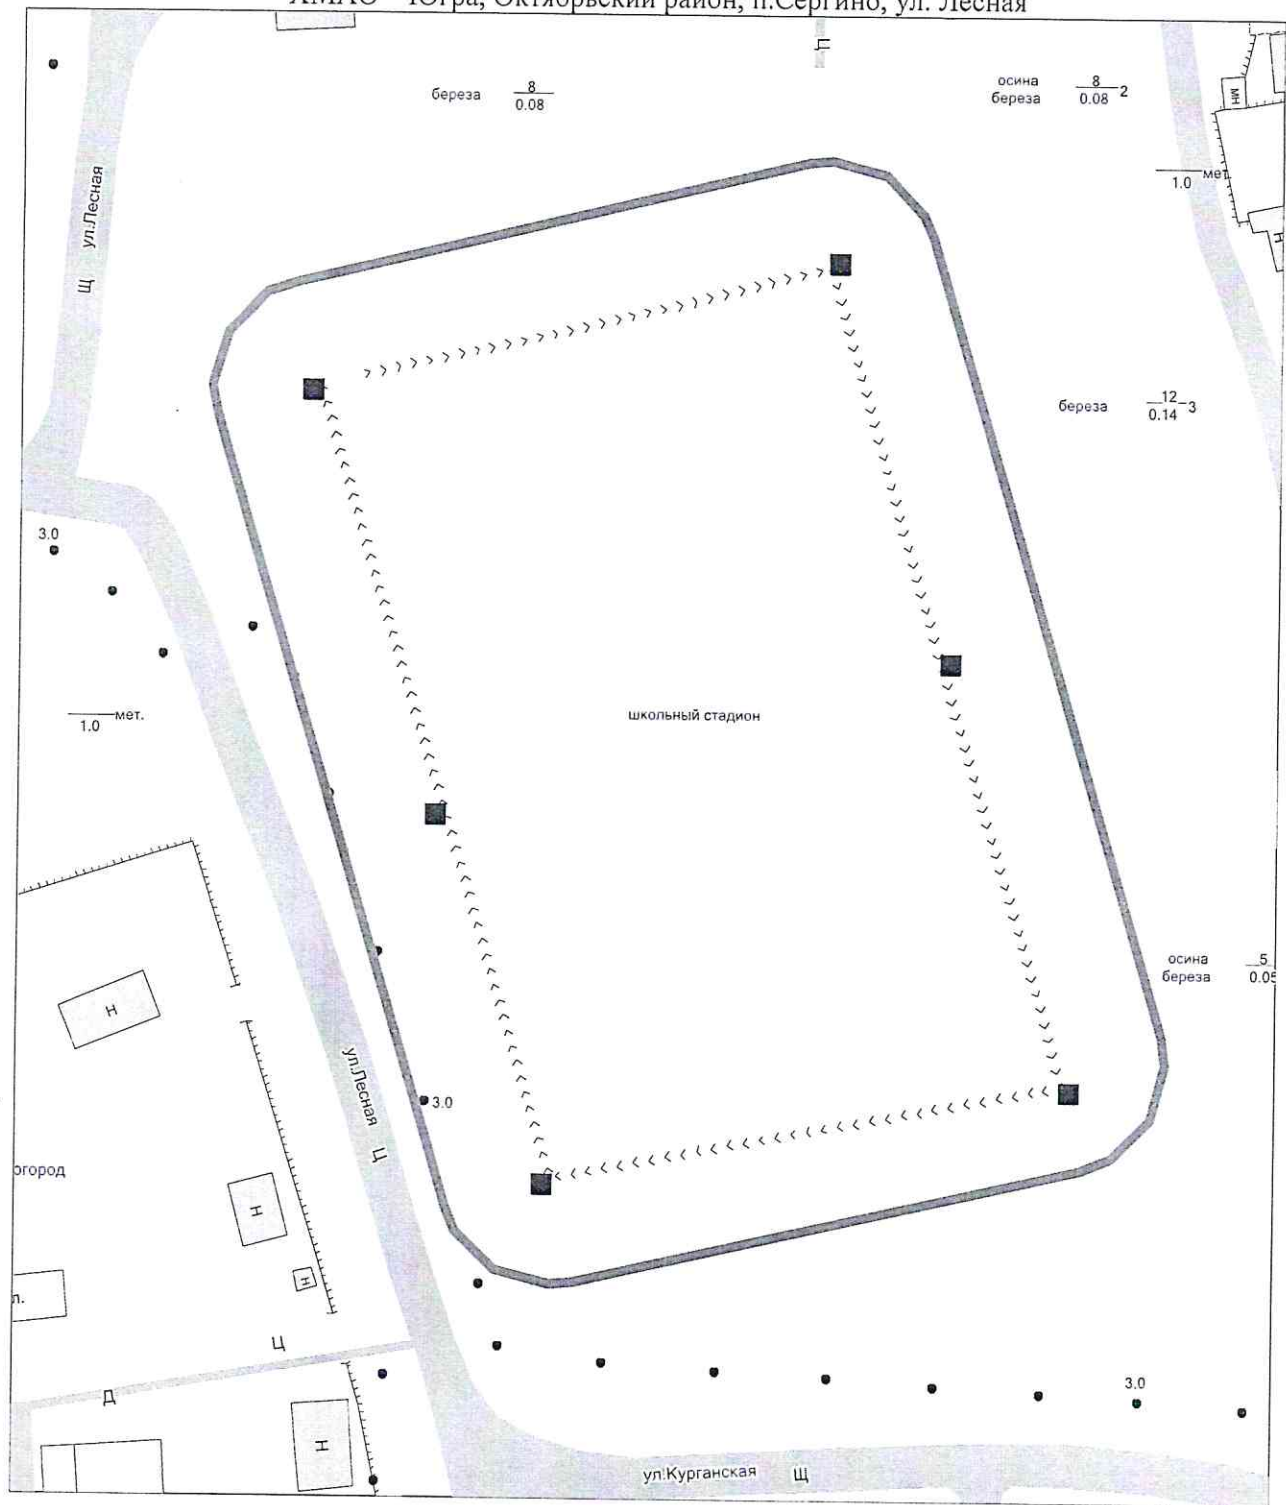 ХМАО – Югра, Октябрьский район, п.Сергино, ул. Лесная
Ц
береза 8
0.08
осина
береза 8
0.08 2
МН
1.0 мет.
Н
ул.Лесная
Щ
береза 12
0.14 3
3.0
1.0 мет.
школьный стадион
осина
береза 5
0.05
Н
ул.Лесная
Ц
3.0
огород
Н
Н
л.
Ц
Д
3.0
Н
ул.Курганская Щ